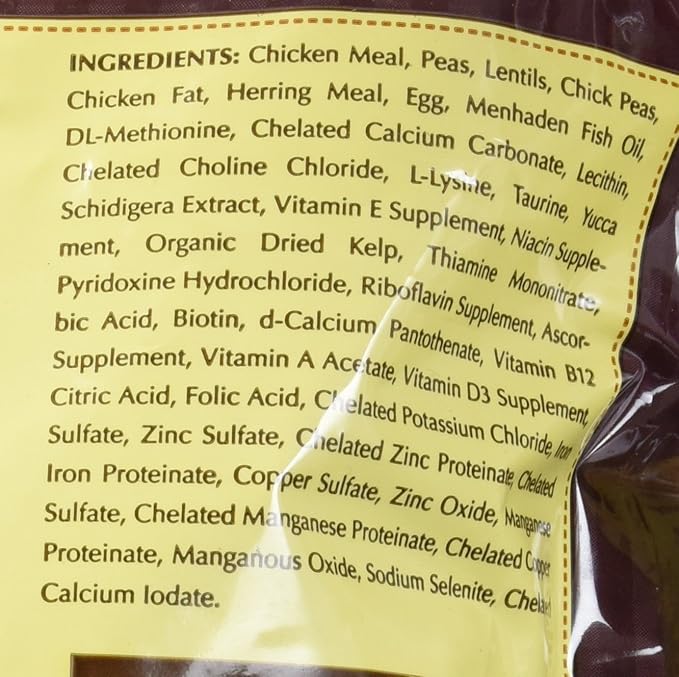 INGREDIENTS: Chicken Meal, Peas, Lentils, Chick Peas,
Chicken Fat, Herring Meal, Egg, Menhaden Fish Oil,
DL-Methionine, Chelated Calcium Carbonate, Lecithin,
Chelated Choline Chloride, L-Lysine, Taurine, Yucca
Schidigera Extract, Vitamin E Supplement, Niacin Supple-
ment, Organic Dried Kelp, Thiamine Mononitrate,
Pyridoxine Hydrochloride, Riboflavin Supplement, Ascor-
bic Acid, Biotin, d-Calcium Pantothenate, Vitamin B12
Supplement, Vitamin A Acetate, Vitamin D3 Supplement,
Citric Acid, Folic Acid, Chelated Potassium Chloride, Iron
Sulfate, Zinc Sulfate, Chelated Zinc Proteinate, Chelated
Iron Proteinate, Copper Sulfate, Zinc Oxide, Manganese
Sulfate, Chelated Manganese Proteinate, Chelated Copper
Proteinate, Manganous Oxide, Sodium Selenite, Chelated
Calcium Iodate.